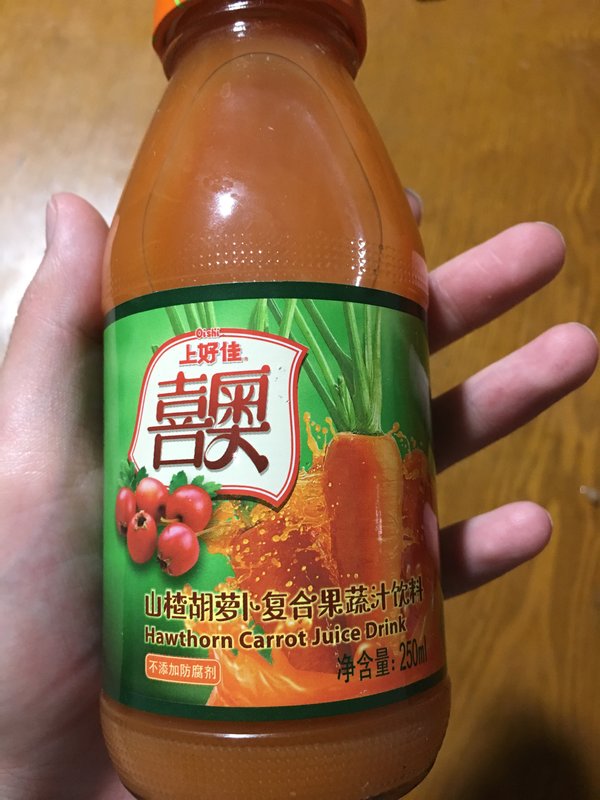 Oishi
上好佳®
喜奥
山楂胡萝卜复合果蔬汁饮料
Hawthorn Carrot Juice Drink
不添加防腐剂
净含量: 250ml